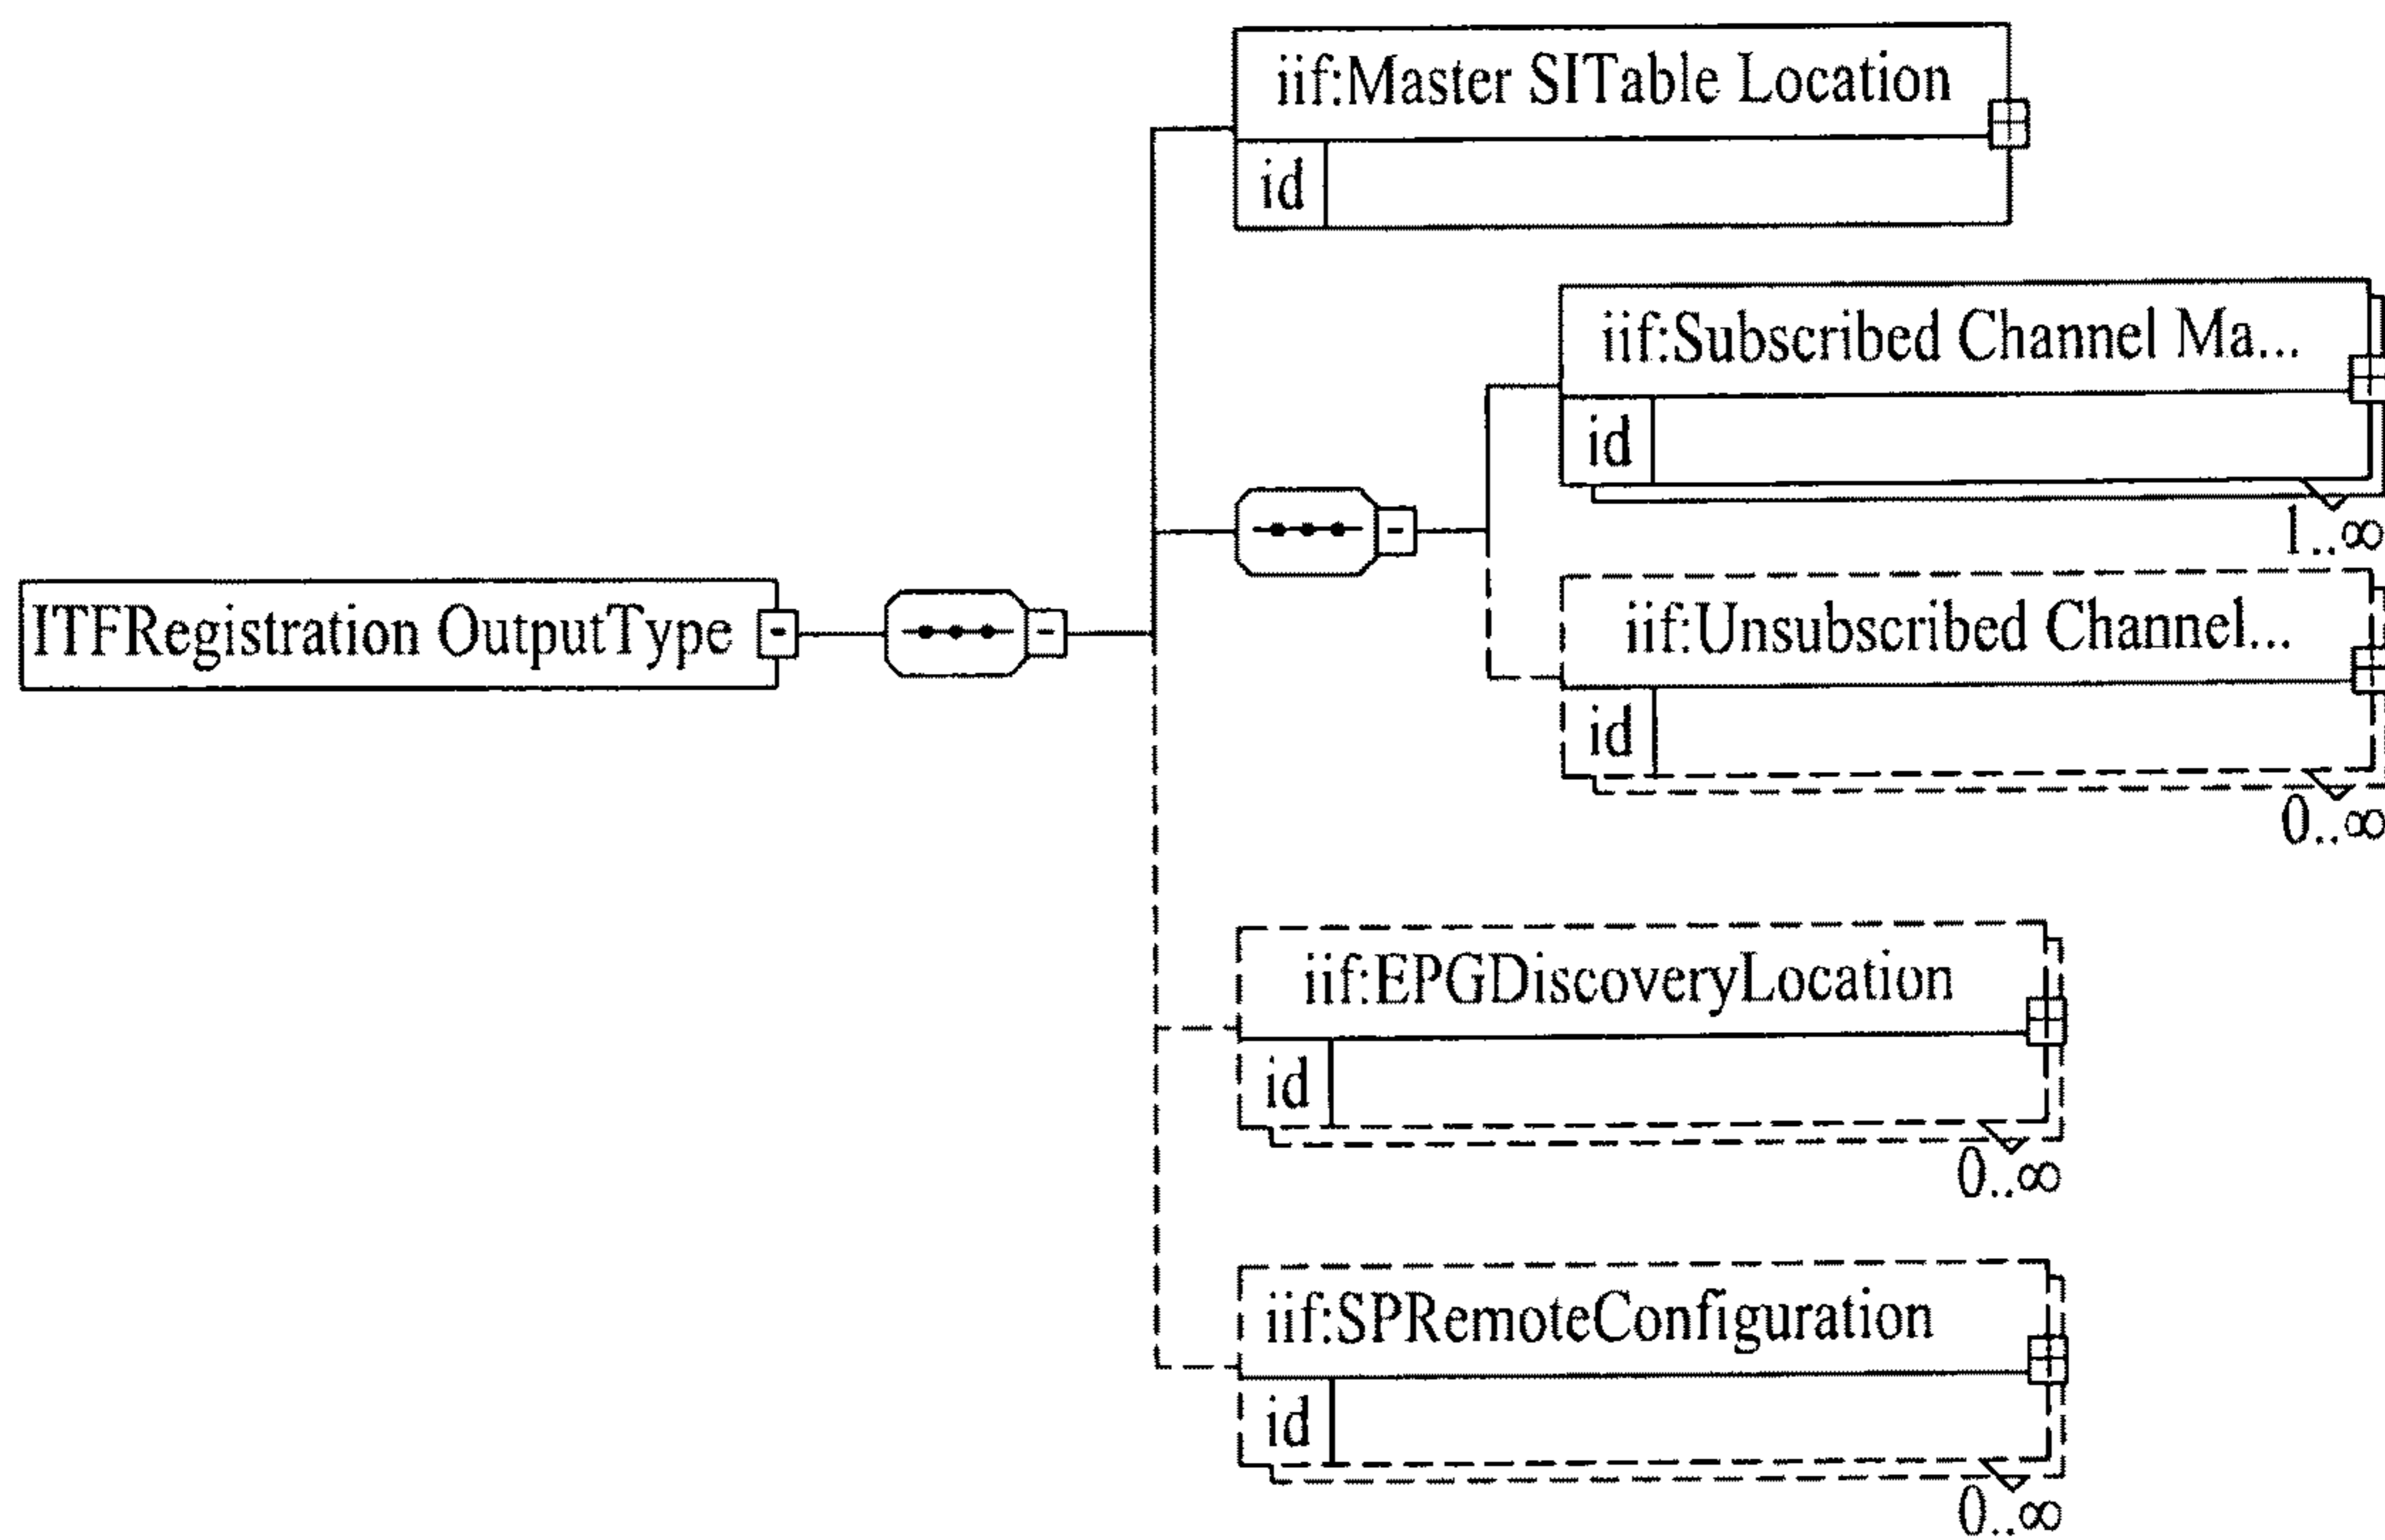 iif:Master SITable Location
id
iif:Subscribed Channel Ma...
id
1..∞
ITFRegistration OutputType
iif:Unsubscribed Channel...
id
0..∞
iif:EPGDiscoveryLocation
id
0..∞
iif:SPRemoteConfiguration
id
0..∞